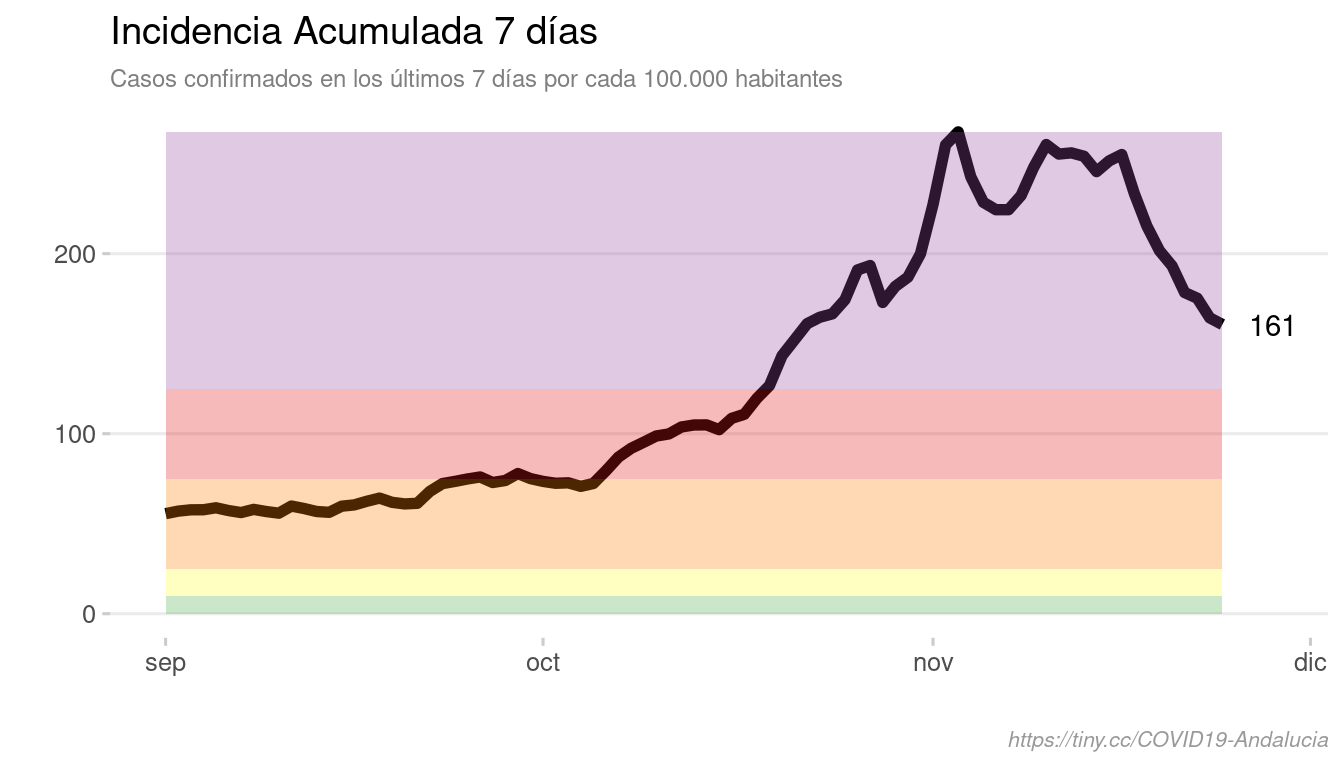 Incidencia Acumulada 7 días
Casos confirmados en los últimos 7 días por cada 100.000 habitantes
200
161
100
0
sep oct nov dic
https://tiny.cc/COVID19-Andalucia